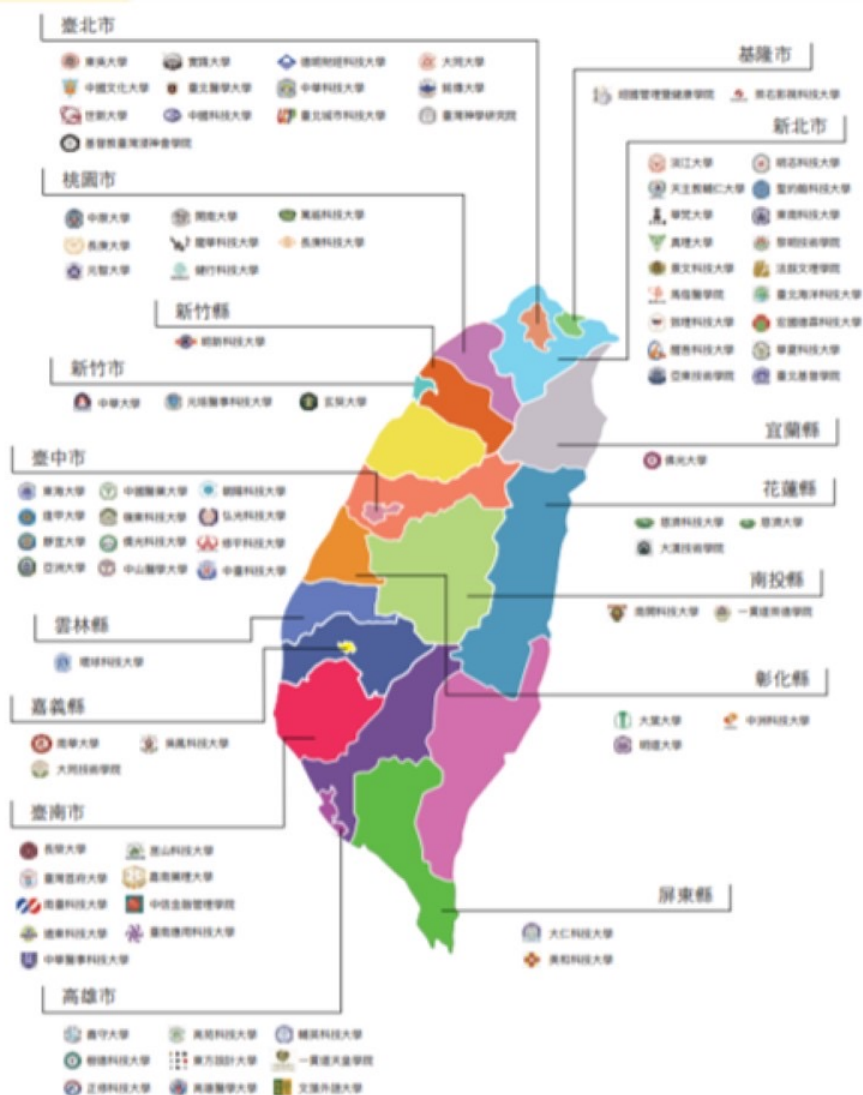 臺北市
東吳大學 實踐大學 德明財經科技大學 大同大學
中國文化大學 臺北醫學大學 中華科技大學 銘傳大學
世新大學 中國科技大學 臺北城市科技大學 臺灣神學研究院
基督教臺灣浸神會學院
基隆市
經國管理暨健康學院 崇右影視科技大學
新北市
淡江大學 明志科技大學
天主教輔仁大學 聖約翰科技大學
華梵大學 東南科技大學
真理大學 黎明技術學院
景文科技大學 法鼓文理學院
馬偕醫學院 臺北海洋科技大學
致理科技大學 宏國德霖科技大學
醒吾科技大學 華夏科技大學
亞東技術學院 臺北基督學院
桃園市
中原大學 開南大學 萬能科技大學
長庚大學 龍華科技大學 長庚科技大學
元智大學 健行科技大學
新竹縣
明新科技大學
新竹市
中華大學 元培醫事科技大學 玄奘大學
宜蘭縣
佛光大學
臺中市
東海大學 中國醫藥大學 朝陽科技大學
逢甲大學 嶺東科技大學 弘光科技大學
靜宜大學 僑光科技大學 修平科技大學
亞洲大學 中山醫學大學 中臺科技大學
花蓮縣
慈濟科技大學 慈濟大學
大漢技術學院
南投縣
南開科技大學 一貫道崇德學院
雲林縣
環球科技大學
彰化縣
大葉大學 中州科技大學
明道大學
嘉義縣
南華大學 吳鳳科技大學
大同技術學院
臺南市
長榮大學 崑山科技大學
臺灣首府大學 嘉南藥理大學
南臺科技大學 中信金融管理學院
遠東科技大學 臺南應用科技大學
中華醫事科技大學
屏東縣
大仁科技大學
美和科技大學
高雄市
義守大學 高苑科技大學 輔英科技大學
樹德科技大學 東方設計大學 一貫道天皇學院
正修科技大學 高雄醫學大學 文藻外語大學